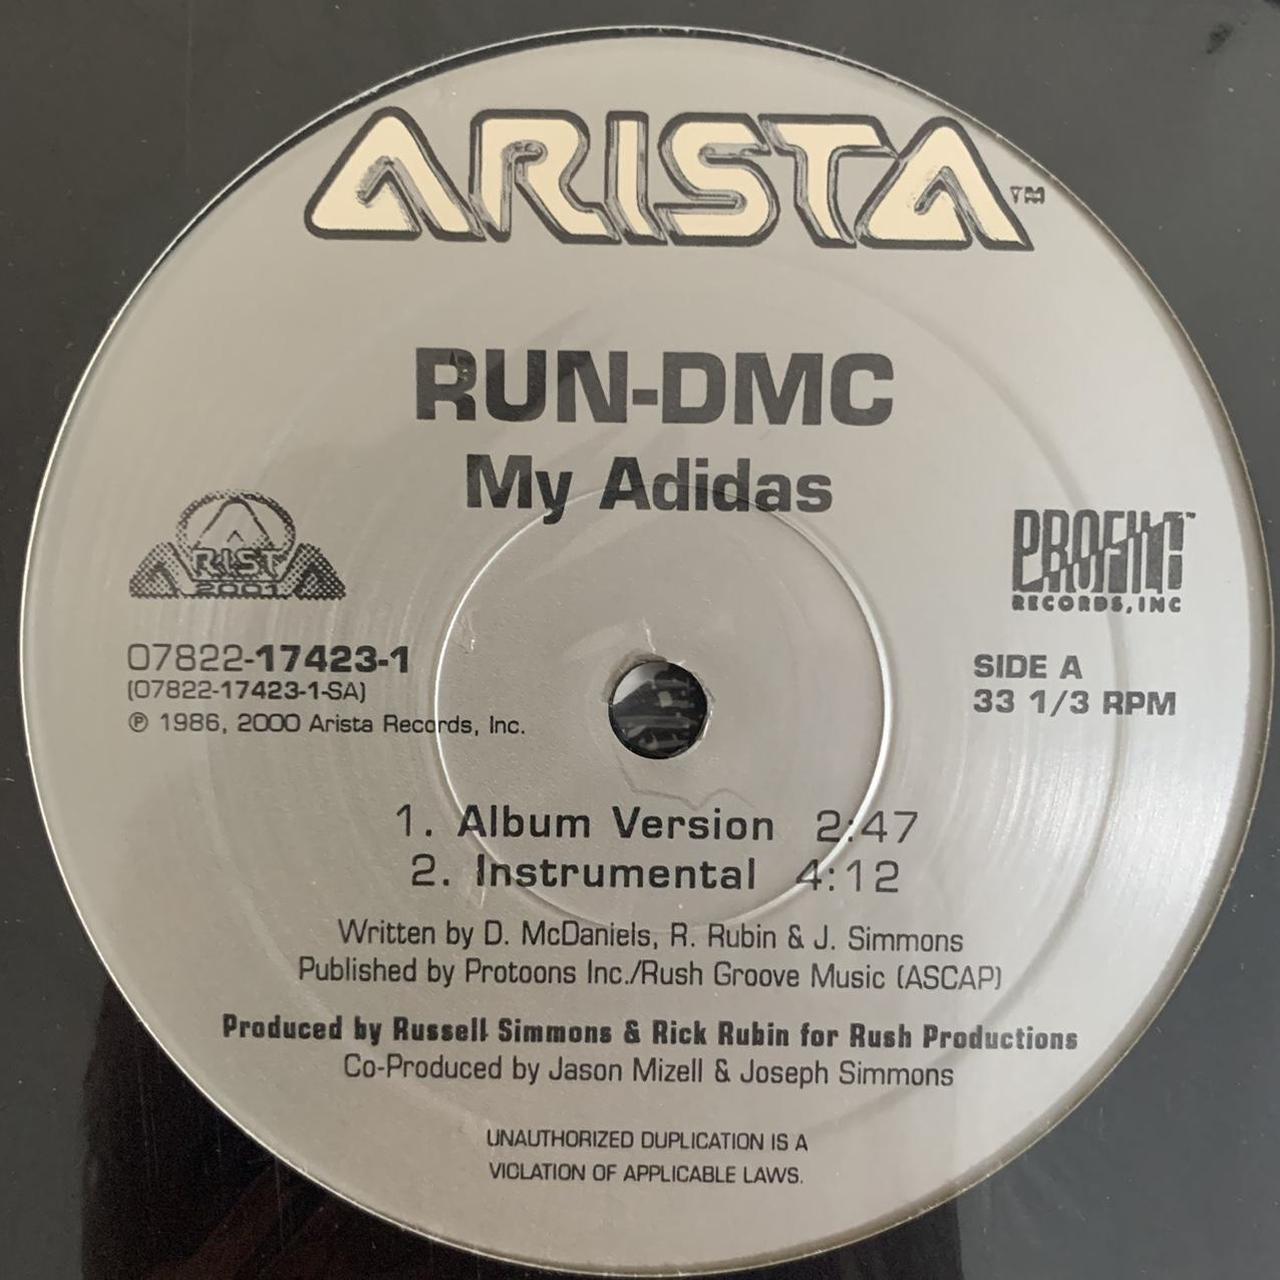 ARISTA™
RUN-DMC
My Adidas
ARISTA
2001
PROFILE™
RECORDS, INC
07822-17423-1
(07822-17423-1-SA)
℗ 1986, 2000 Arista Records, Inc.
SIDE A
33 1/3 RPM
1. Album Version 2:47
2. Instrumental 4:12
Written by D. McDaniels, R. Rubin & J. Simmons
Published by Protoons Inc./Rush Groove Music (ASCAP)
Produced by Russell Simmons & Rick Rubin for Rush Productions
Co-Produced by Jason Mizell & Joseph Simmons
UNAUTHORIZED DUPLICATION IS A
VIOLATION OF APPLICABLE LAWS.